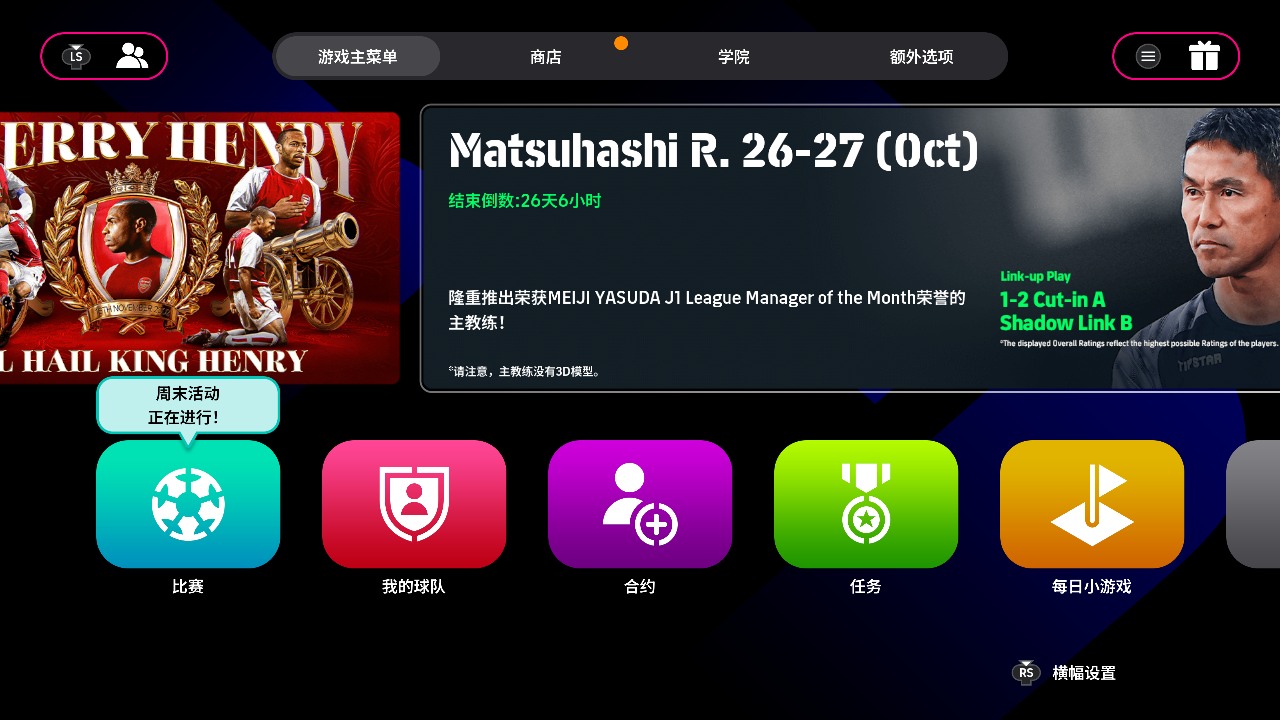 LS
游戏主菜单
商店
学院
额外选项
ERRY HENRY
L HAIL KING HENRY
Matsuhashi R. 26-27 (Oct)
结束倒数:26天6小时
隆重推出荣获MEIJI YASUDA J1 League Manager of the Month荣誉的
主教练！
*请注意，主教练没有3D模型。
Link-up Play
1-2 Cut-in A
Shadow Link B
*The displayed Overall Ratings reflect the highest possible Ratings of the players.
周末活动
正在进行！
比赛
我的球队
合约
任务
每日小游戏
RS
横幅设置